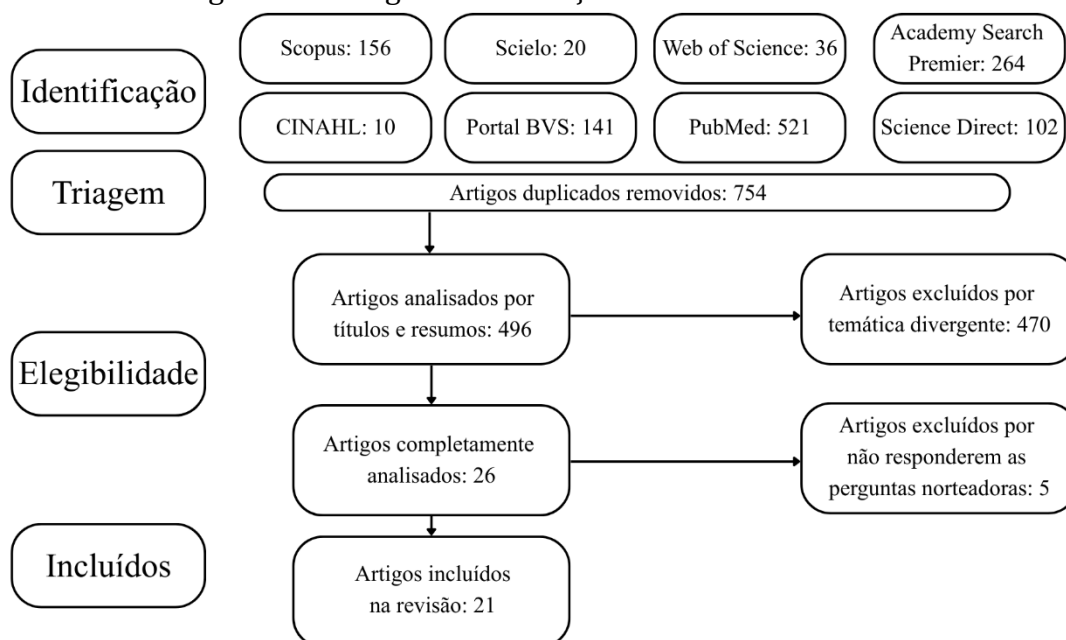 Identificação
Scopus: 156
Scielo: 20
Web of Science: 36
Academy Search
Premier: 264
CINAHL: 10
Portal BVS: 141
PubMed: 521
Science Direct: 102
Triagem
Artigos duplicados removidos: 754
Elegibilidade
Artigos analisados por
títulos e resumos: 496
Artigos excluídos por
temática divergente: 470
Artigos completamente
analisados: 26
Artigos excluídos por
não responderem as
perguntas norteadoras: 5
Incluídos
Artigos incluídos
na revisão: 21